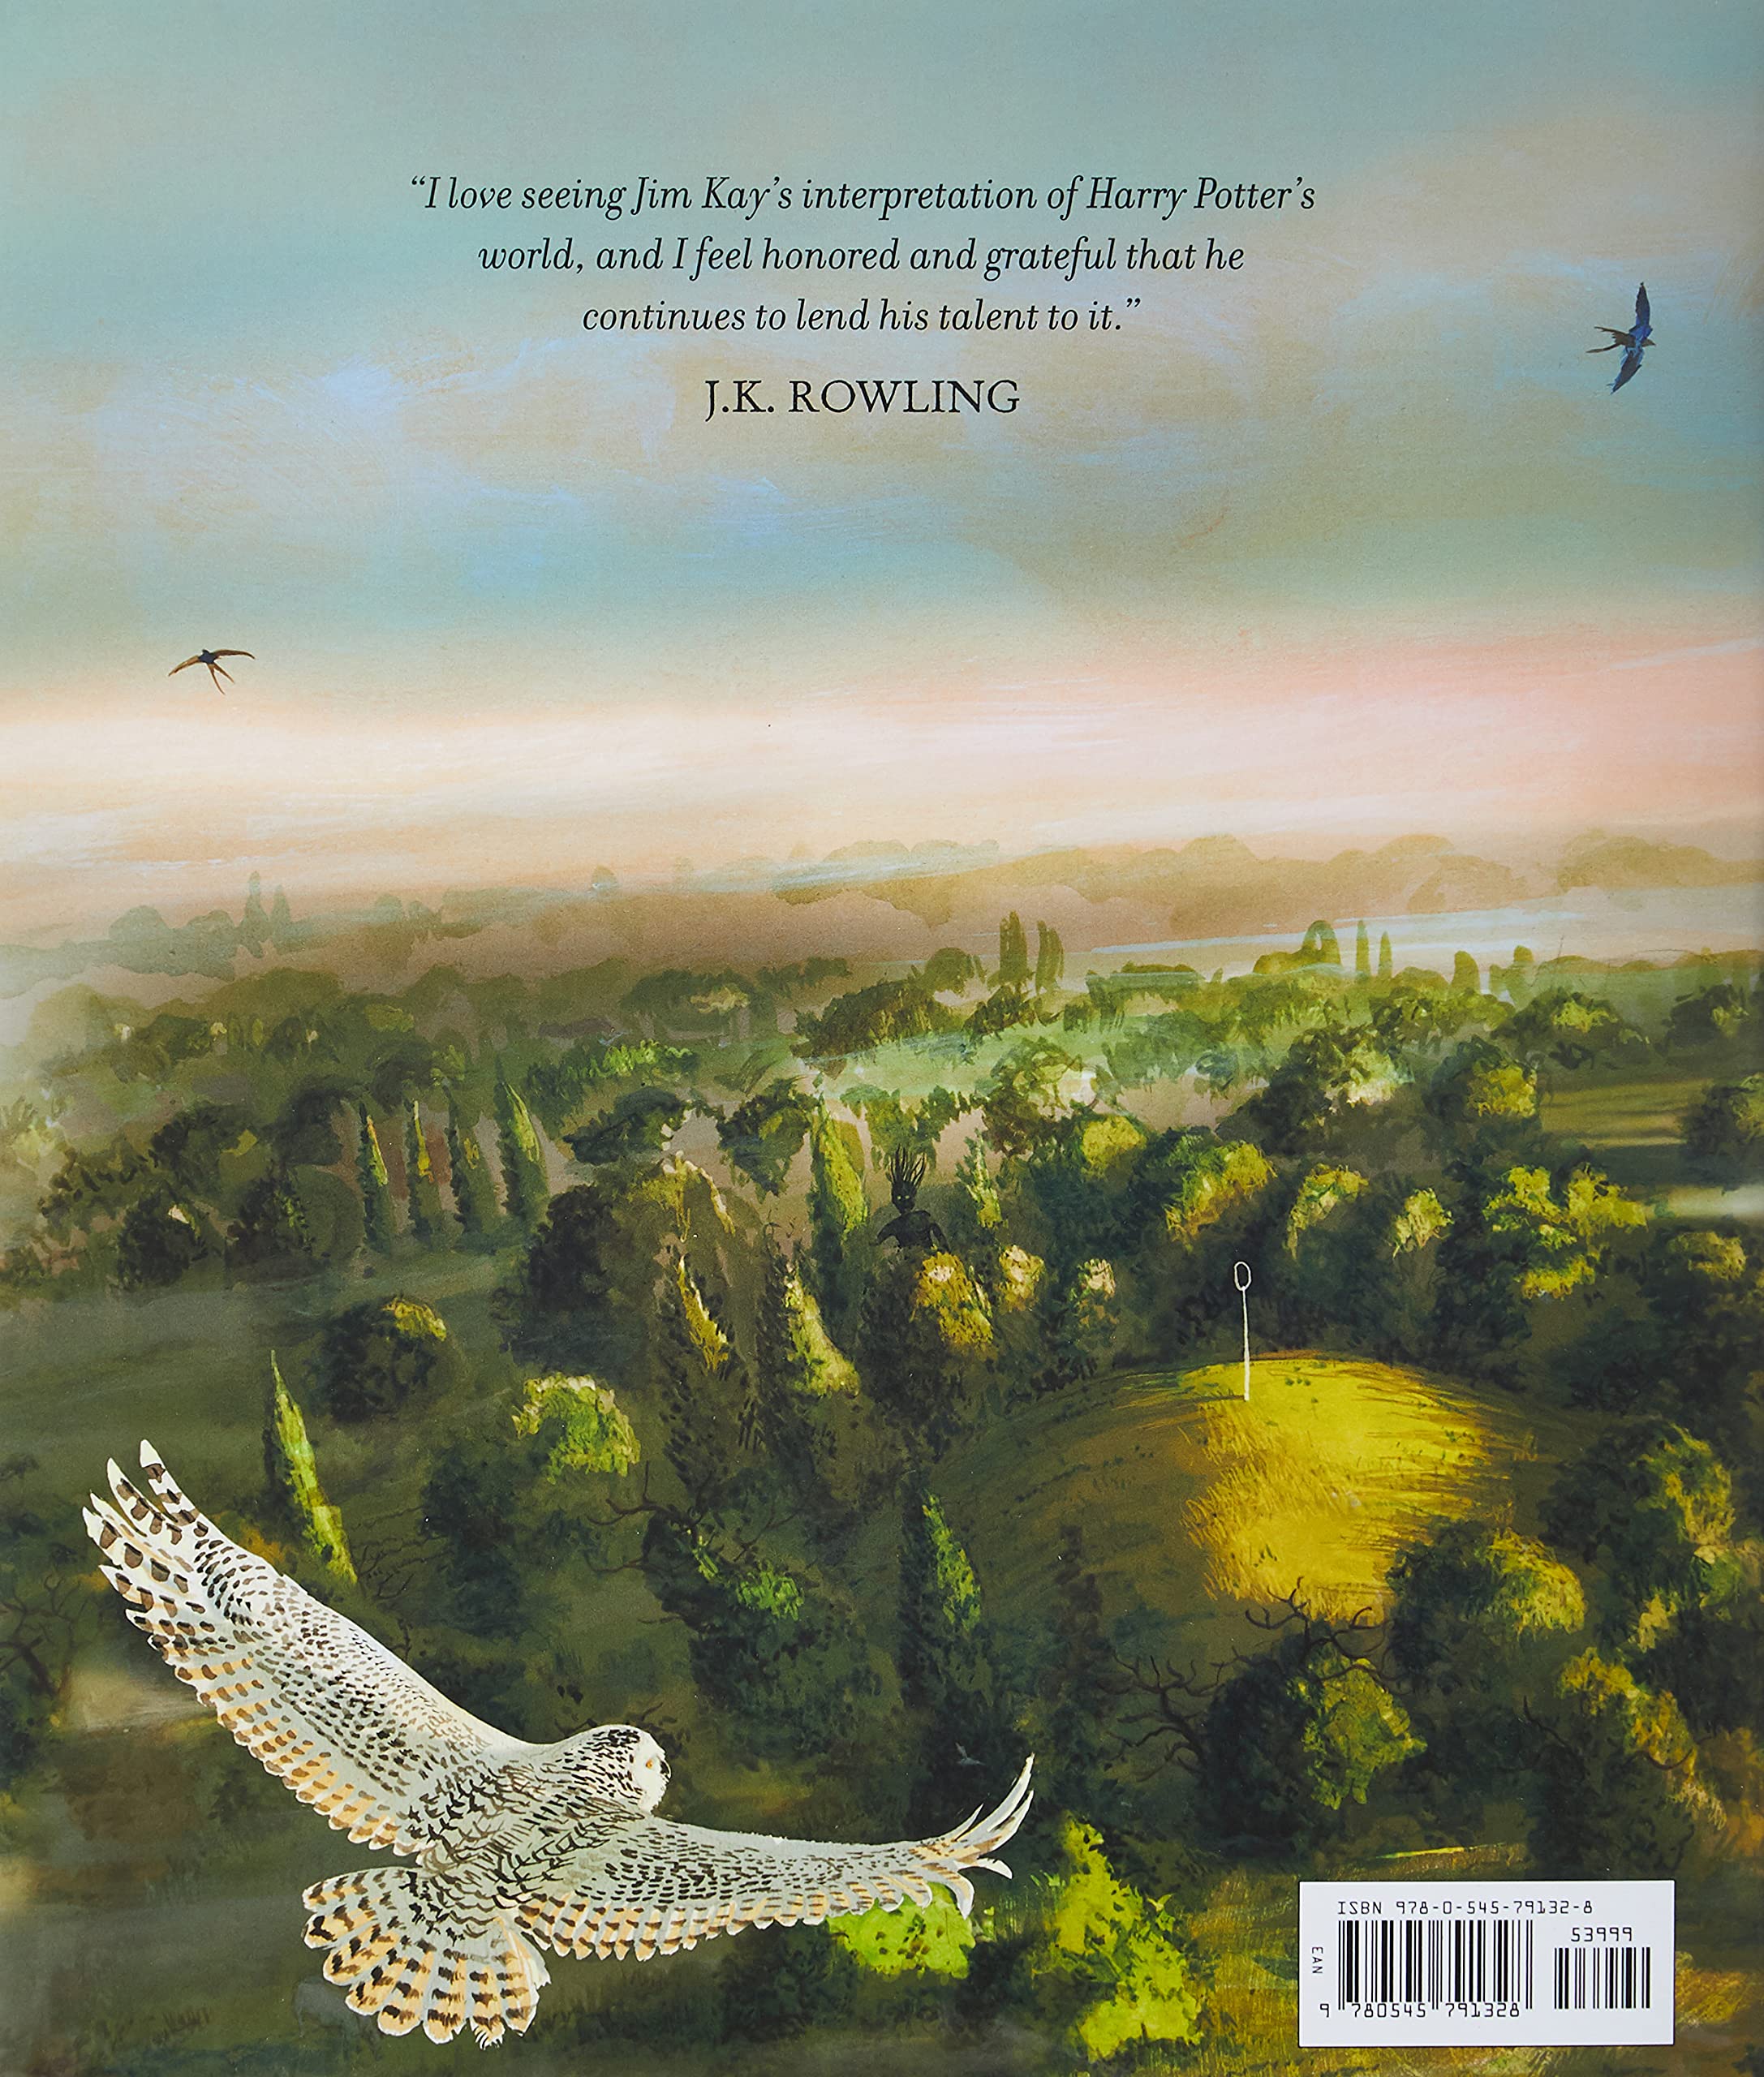 “I love seeing Jim Kay’s interpretation of Harry Potter’s
world, and I feel honored and grateful that he
continues to lend his talent to it.”
J.K. ROWLING
ISBN 978-0-545-79132-8
53999
EAN
9 780545 791328